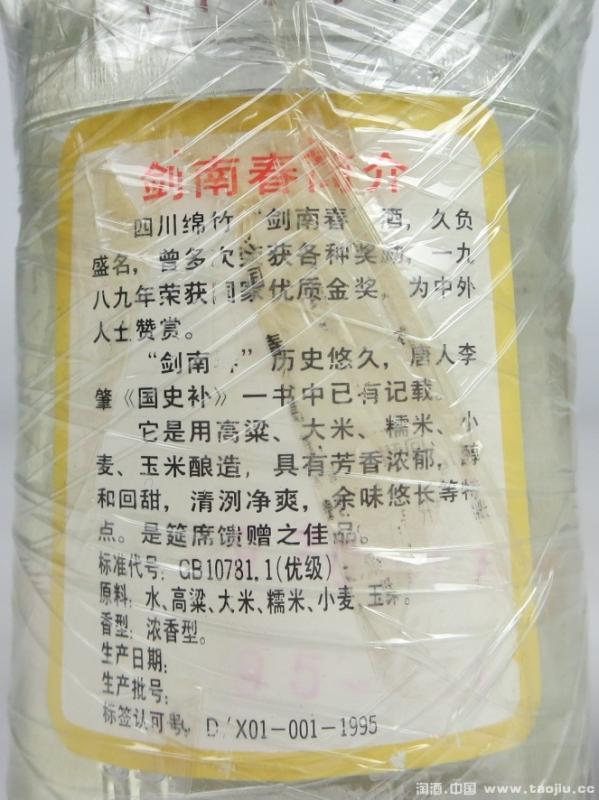 剑南春简介
四川绵竹“剑南春”酒，久负
盛名，曾多次荣获各种奖励，一九
八九年荣获国家优质金奖，为中外
人士赞赏。
“剑南 ”历史悠久，唐人李
肇《国史补》一书中已有记载。
它是用高粱、大米、糯米、小
麦、玉米酿造，具有芳香浓郁，醇
和回甜，清洌净爽，余味悠长等特
点。是筵席馈赠之佳品。
标准代号：GB10781.1(优级)
原料：水、高粱、大米、糯米、小麦、玉米。
香型：浓香型。
生产日期：
生产批号：
标签认可号：D/X01-001-1995
淘酒.中国 www.taojiu.cc